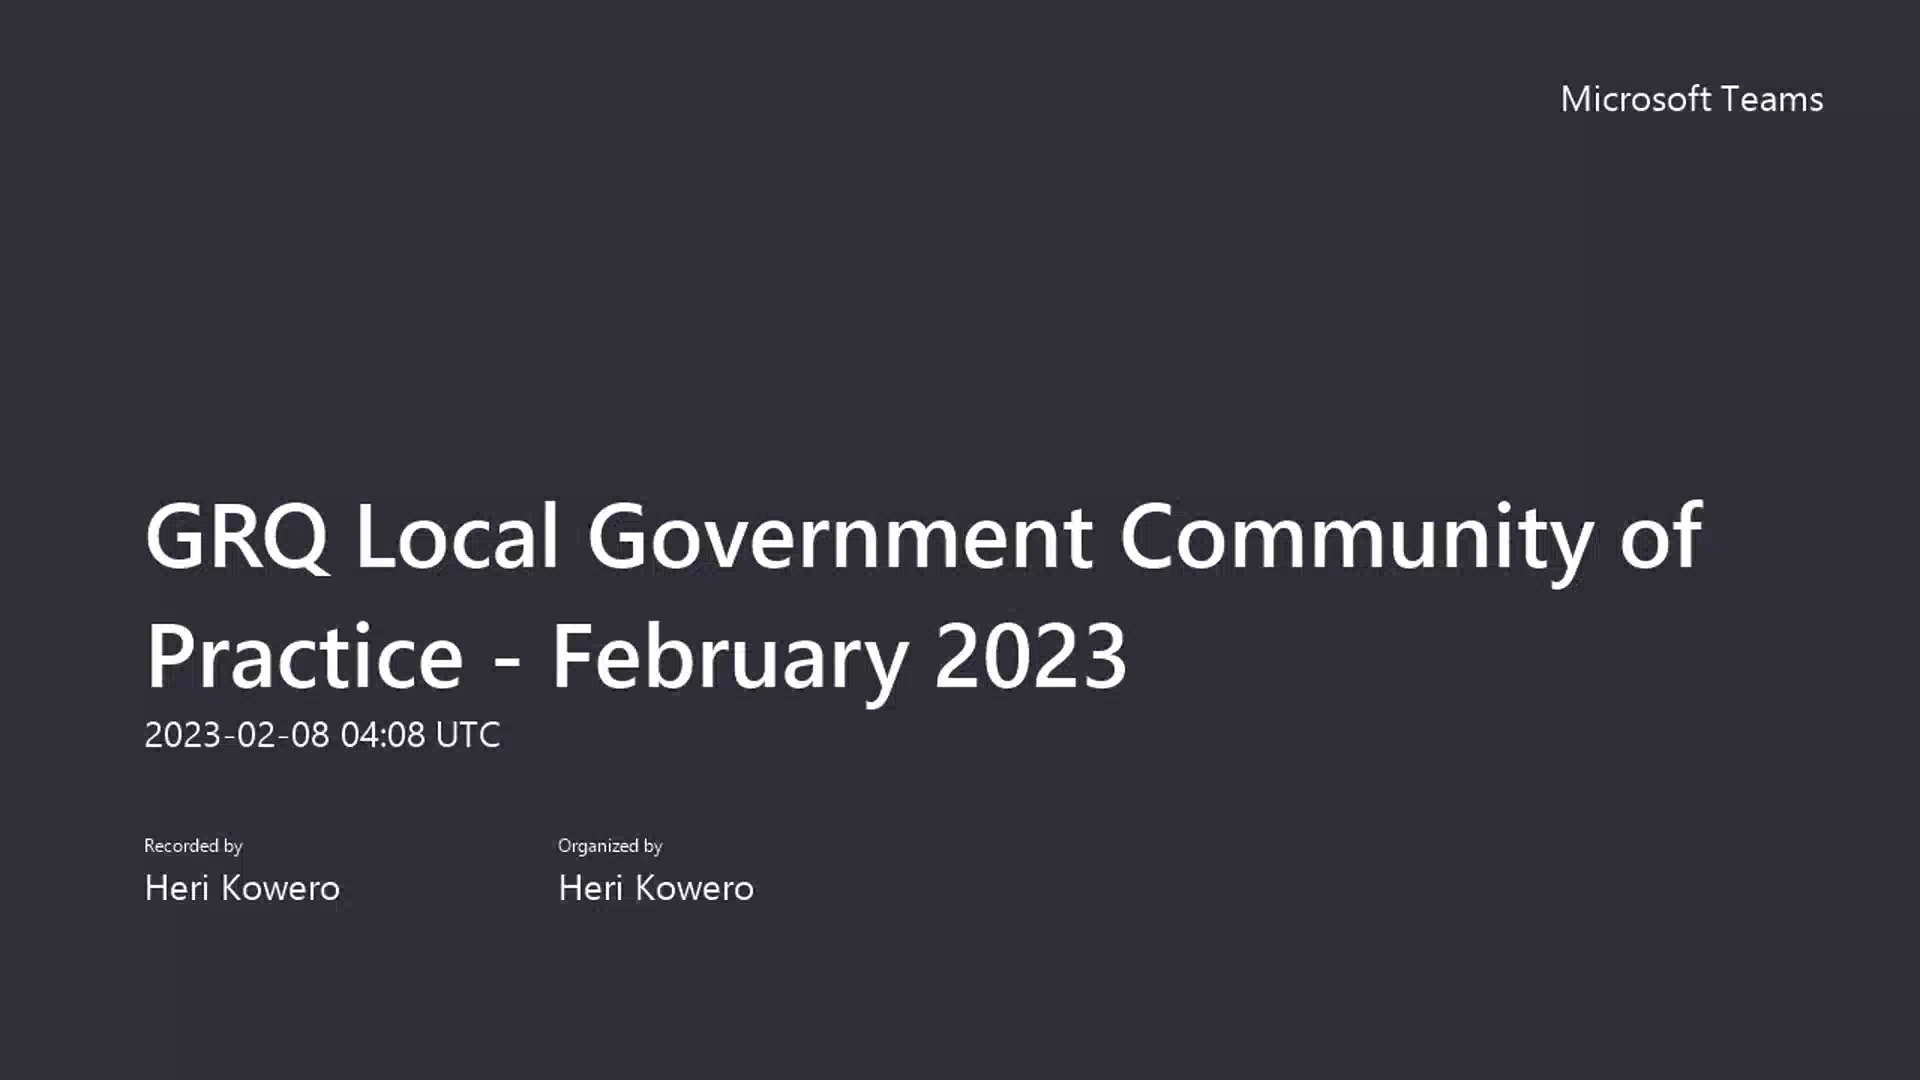 Microsoft Teams
GRQ Local Government Community of
Practice - February 2023
2023-02-08 04:08 UTC
Recorded by
Organized by
Heri Kowero
Heri Kowero